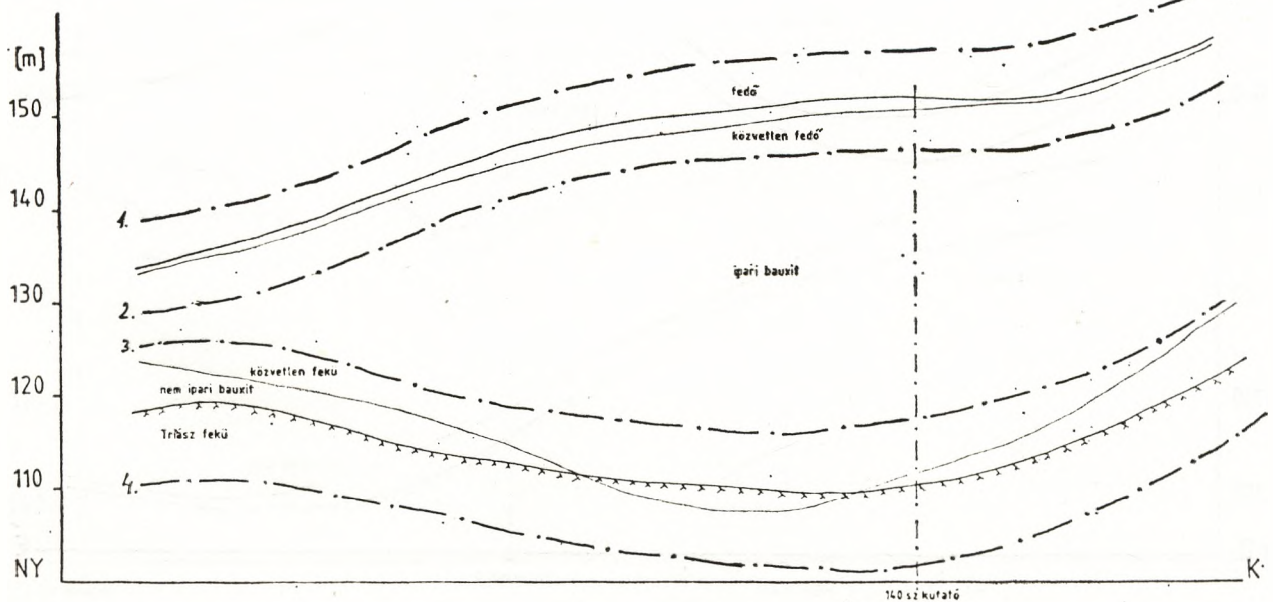 [m]
150
140
130
120
110
NY
K
1.
2.
3.
4.
fedő
közvetlen fedő
ipari bauxit
közvetlen fekü
nem ipari bauxit
Triász fekü
140 sz kutató